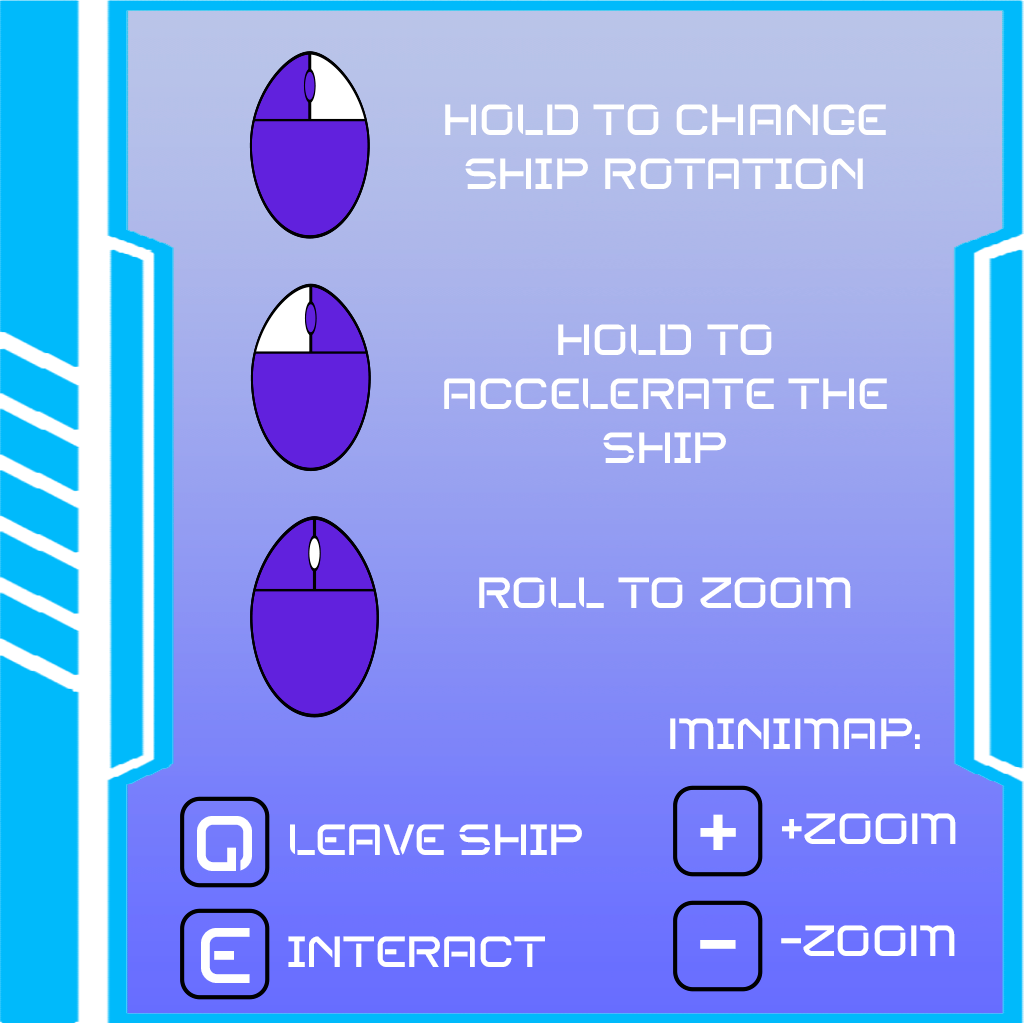 HOLD TO CHANGE
SHIP ROTATION
HOLD TO
ACCELERATE THE
SHIP
ROLL TO ZOOM
MINIMAP:
Q LEAVE SHIP
+ +ZOOM
E INTERACT
- -ZOOM